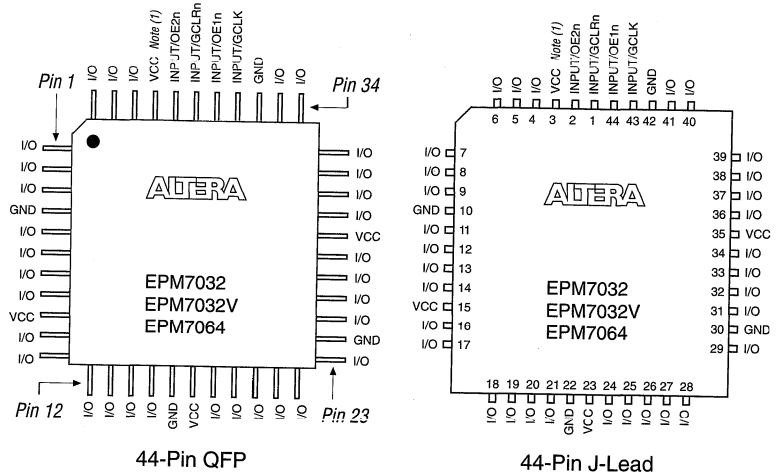 I/O
I/O
I/O
VCC Note (1)
INPUT/OE2n
INPUT/GCLRn
INPUT/OE1n
INPUT/GCLK
GND
I/O
I/O
Pin 1
Pin 34
I/O
I/O
I/O
GND
I/O
I/O
I/O
I/O
VCC
I/O
I/O
ALTERA
EPM7032
EPM7032V
EPM7064
I/O
I/O
I/O
I/O
VCC
I/O
I/O
I/O
I/O
GND
I/O
Pin 12
Pin 23
I/O
I/O
I/O
I/O
GND
VCC
I/O
I/O
I/O
I/O
I/O
44-Pin QFP
I/O
I/O
I/O
VCC Note (1)
INPUT/OE2n
INPUT/GCLRn
INPUT/OE1n
INPUT/GCLK
GND
I/O
I/O
6 5 4 3 2 1 44 43 42 41 40
I/O 7
I/O 8
I/O 9
GND 10
I/O 11
I/O 12
I/O 13
I/O 14
VCC 15
I/O 16
I/O 17
ALTERA
EPM7032
EPM7032V
EPM7064
39 I/O
38 I/O
37 I/O
36 I/O
35 VCC
34 I/O
33 I/O
32 I/O
31 I/O
30 GND
29 I/O
18 19 20 21 22 23 24 25 26 27 28
I/O
I/O
I/O
I/O
GND
VCC
I/O
I/O
I/O
I/O
I/O
44-Pin J-Lead